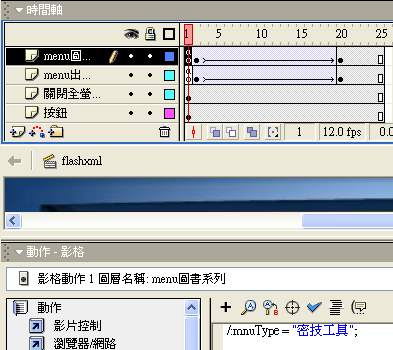 時間軸
1 5 10 15 20 25
menu圖...
menu出...
關閉全螢...
按鈕
1 12.0 fps 0.0
flashxml
動作 - 影格
影格動作 1 圖層名稱: menu圖書系列
動作
影片控制
瀏覽器/網路
/:mnuType = "密技工具";